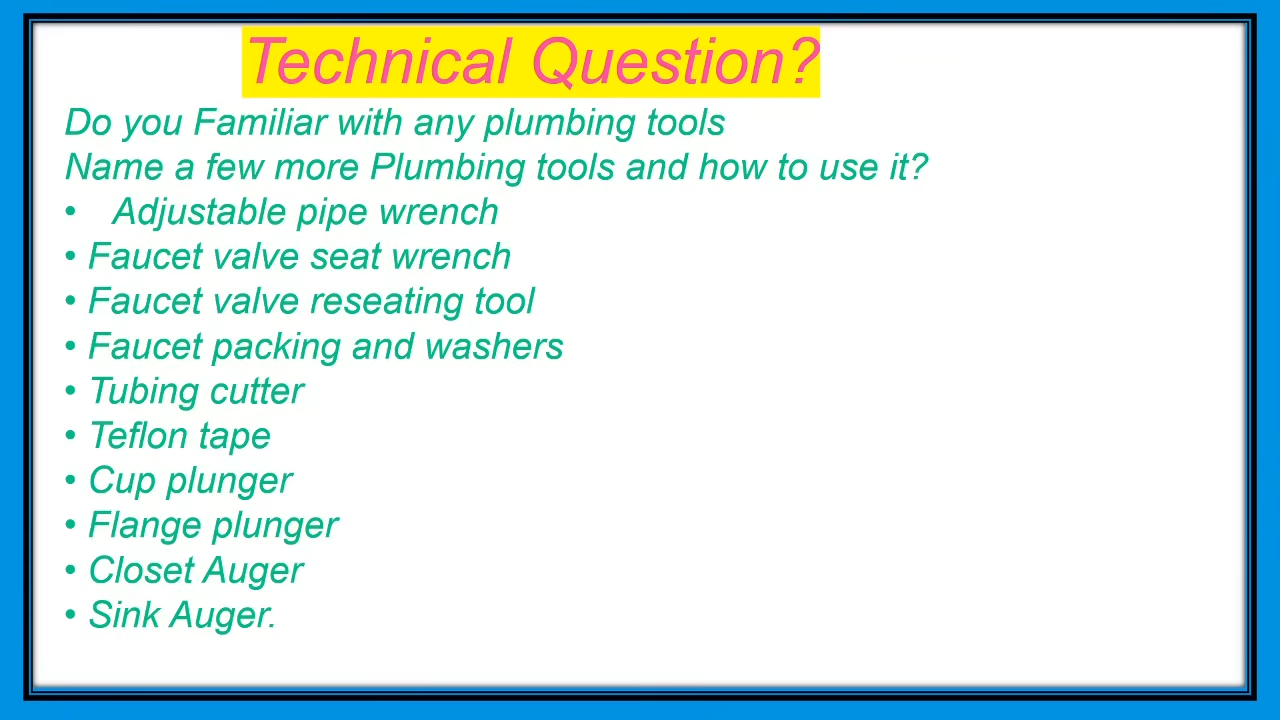 Technical Question?
Do you Familiar with any plumbing tools
Name a few more Plumbing tools and how to use it?
• Adjustable pipe wrench
• Faucet valve seat wrench
• Faucet valve reseating tool
• Faucet packing and washers
• Tubing cutter
• Teflon tape
• Cup plunger
• Flange plunger
• Closet Auger
• Sink Auger.